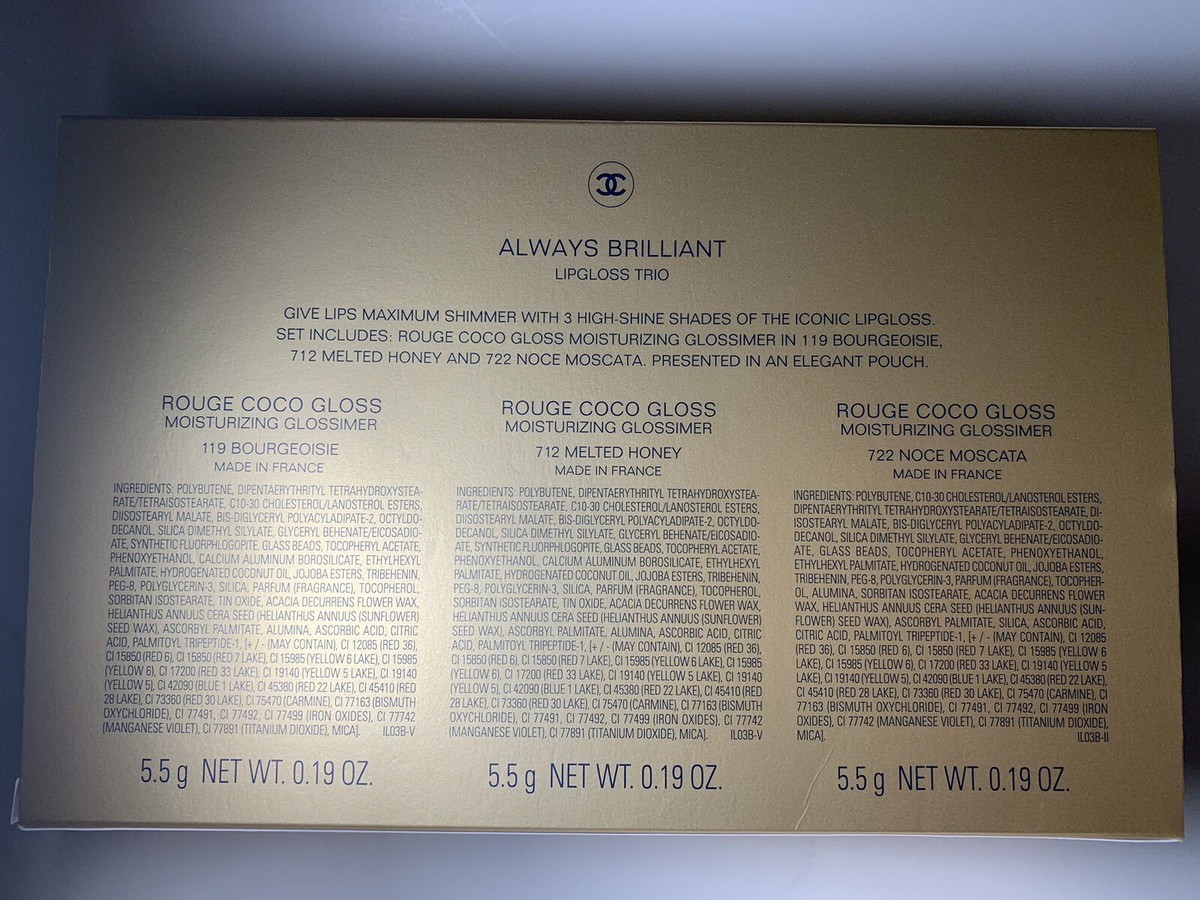 ALWAYS BRILLIANT
LIPGLOSS TRIO
GIVE LIPS MAXIMUM SHIMMER WITH 3 HIGH-SHINE SHADES OF THE ICONIC LIPGLOSS.
SET INCLUDES: ROUGE COCO GLOSS MOISTURIZING GLOSSIMER IN 119 BOURGEOISIE,
712 MELTED HONEY AND 722 NOCE MOSCATA. PRESENTED IN AN ELEGANT POUCH.
ROUGE COCO GLOSS
MOISTURIZING GLOSSIMER
119 BOURGEOISIE
MADE IN FRANCE
INGREDIENTS: POLYBUTENE, DIPENTAERYTHRITYL TETRAHYDROXYSTEA-
RATE/TETRAISOSTEARATE, C10-30 CHOLESTEROL/LANOSTEROL ESTERS,
DIISOSTEARYL MALATE, BIS-DIGLYCERYL POLYACYLADIPATE-2, OCTYLDO-
DECANOL, SILICA DIMETHYL SILYLATE, GLYCERYL BEHENATE/EICOSADIO-
ATE, SYNTHETIC FLUORPHLOGOPITE, GLASS BEADS, TOCOPHERYL ACETATE,
PHENOXYETHANOL, CALCIUM ALUMINUM BOROSILICATE, ETHYLHEXYL
PALMITATE, HYDROGENATED COCONUT OIL, JOJOBA ESTERS, TRIBEHENIN,
PEG-8, POLYGLYCERIN-3, SILICA, PARFUM (FRAGRANCE), TOCOPHEROL,
SORBITAN ISOSTEARATE, TIN OXIDE, ACACIA DECURRENS FLOWER WAX,
HELIANTHUS ANNUUS CERA SEED (HELIANTHUS ANNUUS (SUNFLOWER)
SEED WAX), ASCORBYL PALMITATE, ALUMINA, ASCORBIC ACID, CITRIC
ACID, PALMITOYL TRIPEPTIDE-1, [+ / - (MAY CONTAIN), CI 12085 (RED 36),
CI 15850 (RED 6), CI 15850 (RED 7 LAKE), CI 15985 (YELLOW 6 LAKE), CI 15985
(YELLOW 6), CI 17200 (RED 33 LAKE), CI 19140 (YELLOW 5 LAKE), CI 19140
(YELLOW 5), CI 42090 (BLUE 1 LAKE), CI 45380 (RED 22 LAKE), CI 45410 (RED
28 LAKE), CI 73360 (RED 30 LAKE), CI 75470 (CARMINE), CI 77163 (BISMUTH
OXYCHLORIDE), CI 77491, CI 77492, CI 77499 (IRON OXIDES), CI 77742
(MANGANESE VIOLET), CI 77891 (TITANIUM DIOXIDE), MICA]. IL03B-V
5.5 g NET WT. 0.19 OZ.
ROUGE COCO GLOSS
MOISTURIZING GLOSSIMER
712 MELTED HONEY
MADE IN FRANCE
INGREDIENTS: POLYBUTENE, DIPENTAERYTHRITYL TETRAHYDROXYSTEA-
RATE/TETRAISOSTEARATE, C10-30 CHOLESTEROL/LANOSTEROL ESTERS,
DIISOSTEARYL MALATE, BIS-DIGLYCERYL POLYACYLADIPATE-2, OCTYLDO-
DECANOL, SILICA DIMETHYL SILYLATE, GLYCERYL BEHENATE/EICOSADIO-
ATE, SYNTHETIC FLUORPHLOGOPITE, GLASS BEADS, TOCOPHERYL ACETATE,
PHENOXYETHANOL, CALCIUM ALUMINUM BOROSILICATE, ETHYLHEXYL
PALMITATE, HYDROGENATED COCONUT OIL, JOJOBA ESTERS, TRIBEHENIN,
PEG-8, POLYGLYCERIN-3, SILICA, PARFUM (FRAGRANCE), TOCOPHEROL,
SORBITAN ISOSTEARATE, TIN OXIDE, ACACIA DECURRENS FLOWER WAX,
HELIANTHUS ANNUUS CERA SEED (HELIANTHUS ANNUUS (SUNFLOWER)
SEED WAX), ASCORBYL PALMITATE, ALUMINA, ASCORBIC ACID, CITRIC
ACID, PALMITOYL TRIPEPTIDE-1, [+ / - (MAY CONTAIN), CI 12085 (RED 36),
CI 15850 (RED 6), CI 15850 (RED 7 LAKE), CI 15985 (YELLOW 6 LAKE), CI 15985
(YELLOW 6), CI 17200 (RED 33 LAKE), CI 19140 (YELLOW 5 LAKE), CI 19140
(YELLOW 5), CI 42090 (BLUE 1 LAKE), CI 45380 (RED 22 LAKE), CI 45410 (RED
28 LAKE), CI 73360 (RED 30 LAKE), CI 75470 (CARMINE), CI 77163 (BISMUTH
OXYCHLORIDE), CI 77491, CI 77492, CI 77499 (IRON OXIDES), CI 77742
(MANGANESE VIOLET), CI 77891 (TITANIUM DIOXIDE), MICA]. IL03B-V
5.5 g NET WT. 0.19 OZ.
ROUGE COCO GLOSS
MOISTURIZING GLOSSIMER
722 NOCE MOSCATA
MADE IN FRANCE
INGREDIENTS: POLYBUTENE, C10-30 CHOLESTEROL/LANOSTEROL ESTERS,
DIPENTAERYTHRITYL TETRAHYDROXYSTEARATE/TETRAISOSTEARATE, DI-
ISOSTEARYL MALATE, BIS-DIGLYCERYL POLYACYLADIPATE-2, OCTYLDO-
DECANOL, SILICA DIMETHYL SILYLATE, GLYCERYL BEHENATE/EICOSADIO-
ATE, GLASS BEADS, TOCOPHERYL ACETATE, PHENOXYETHANOL,
ETHYLHEXYL PALMITATE, HYDROGENATED COCONUT OIL, JOJOBA ESTERS,
TRIBEHENIN, PEG-8, POLYGLYCERIN-3, PARFUM (FRAGRANCE), TOCOPHER-
OL, ALUMINA, SORBITAN ISOSTEARATE, ACACIA DECURRENS FLOWER
WAX, HELIANTHUS ANNUUS CERA SEED (HELIANTHUS ANNUUS (SUN-
FLOWER) SEED WAX), ASCORBYL PALMITATE, SILICA, ASCORBIC ACID,
CITRIC ACID, PALMITOYL TRIPEPTIDE-1, [+ / - (MAY CONTAIN), CI 12085
(RED 36), CI 15850 (RED 6), CI 15850 (RED 7 LAKE), CI 15985 (YELLOW 6
LAKE), CI 15985 (YELLOW 6), CI 17200 (RED 33 LAKE), CI 19140 (YELLOW 5
LAKE), CI 19140 (YELLOW 5), CI 42090 (BLUE 1 LAKE), CI 45380 (RED 22 LAKE),
CI 45410 (RED 28 LAKE), CI 73360 (RED 30 LAKE), CI 75470 (CARMINE), CI
77163 (BISMUTH OXYCHLORIDE), CI 77491, CI 77492, CI 77499 (IRON
OXIDES), CI 77742 (MANGANESE VIOLET), CI 77891 (TITANIUM DIOXIDE),
MICA]. IL03B-II
5.5 g NET WT. 0.19 OZ.